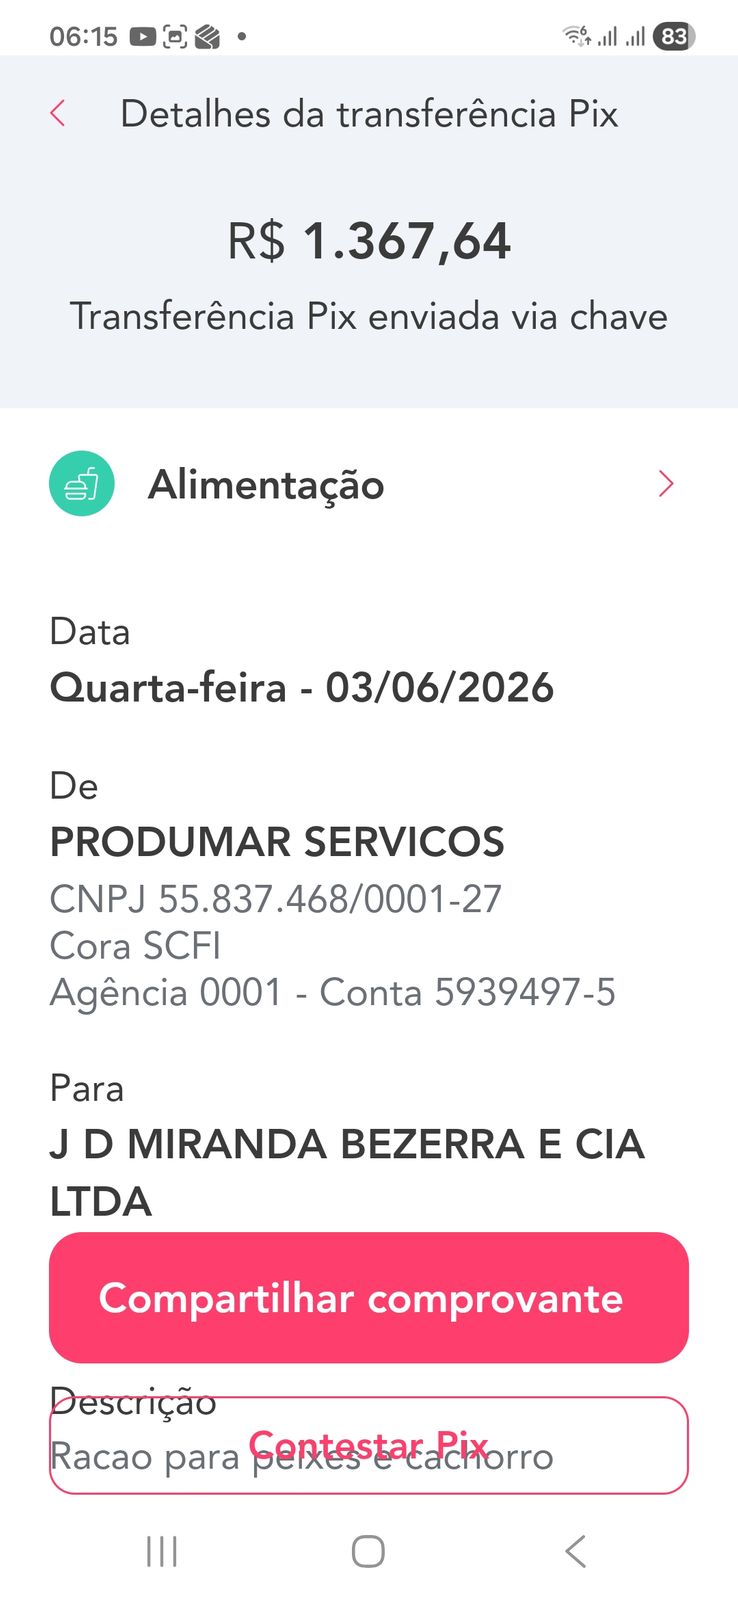 06:15
83
Detalhes da transferência Pix
R$ 1.367,64
Transferência Pix enviada via chave
Alimentação
Data
Quarta-feira - 03/06/2026
De
PRODUMAR SERVICOS
CNPJ 55.837.468/0001-27
Cora SCFI
Agência 0001 - Conta 5939497-5
Para
J D MIRANDA BEZERRA E CIA
LTDA
Compartilhar comprovante
Descrição
Contestar Pix
Racao para peixes e cachorro